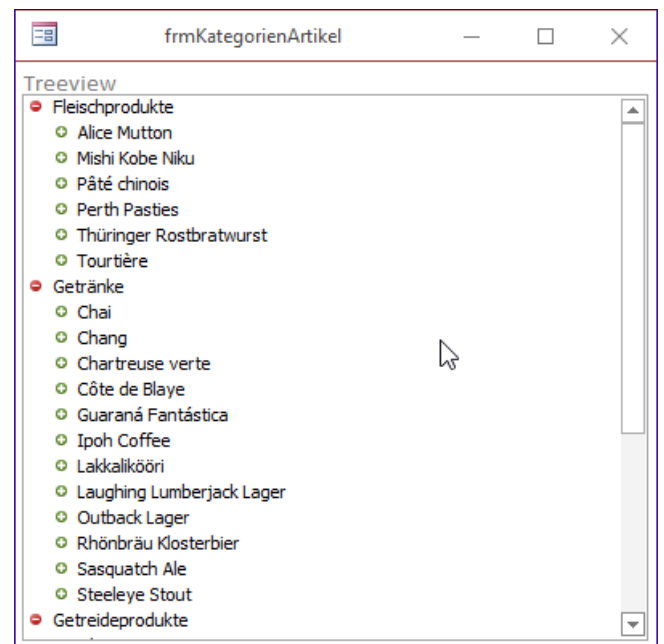 frmKategorienArtikel
Treeview
Fleischprodukte
Alice Mutton
Mishi Kobe Niku
Pâté chinois
Perth Pasties
Thüringer Rostbratwurst
Tourtière
Getränke
Chai
Chang
Chartreuse verte
Côte de Blaye
Guaraná Fantástica
Ipoh Coffee
Lakkalikööri
Laughing Lumberjack Lager
Outback Lager
Rhönbräu Klosterbier
Sasquatch Ale
Steeleye Stout
Getreideprodukte